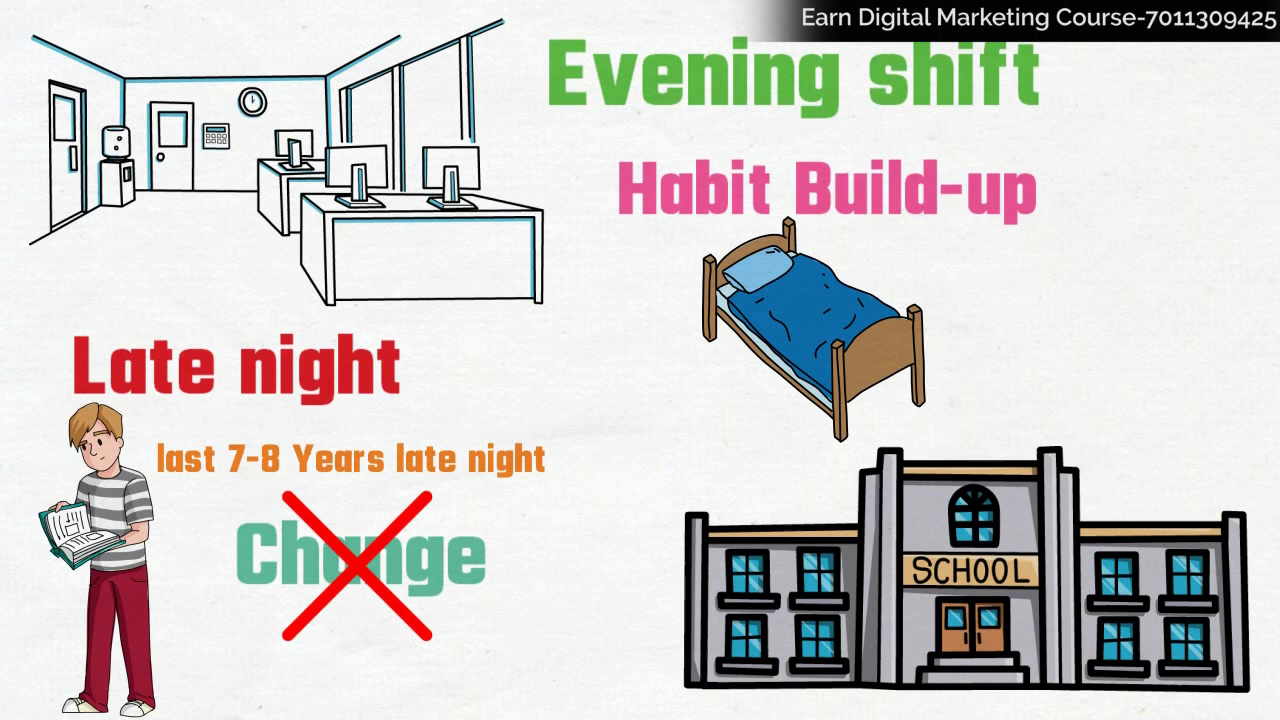 Earn Digital Marketing Course-7011309425
Evening shift
Habit Build-up
Late night
last 7-8 Years late night
Change
SCHOOL